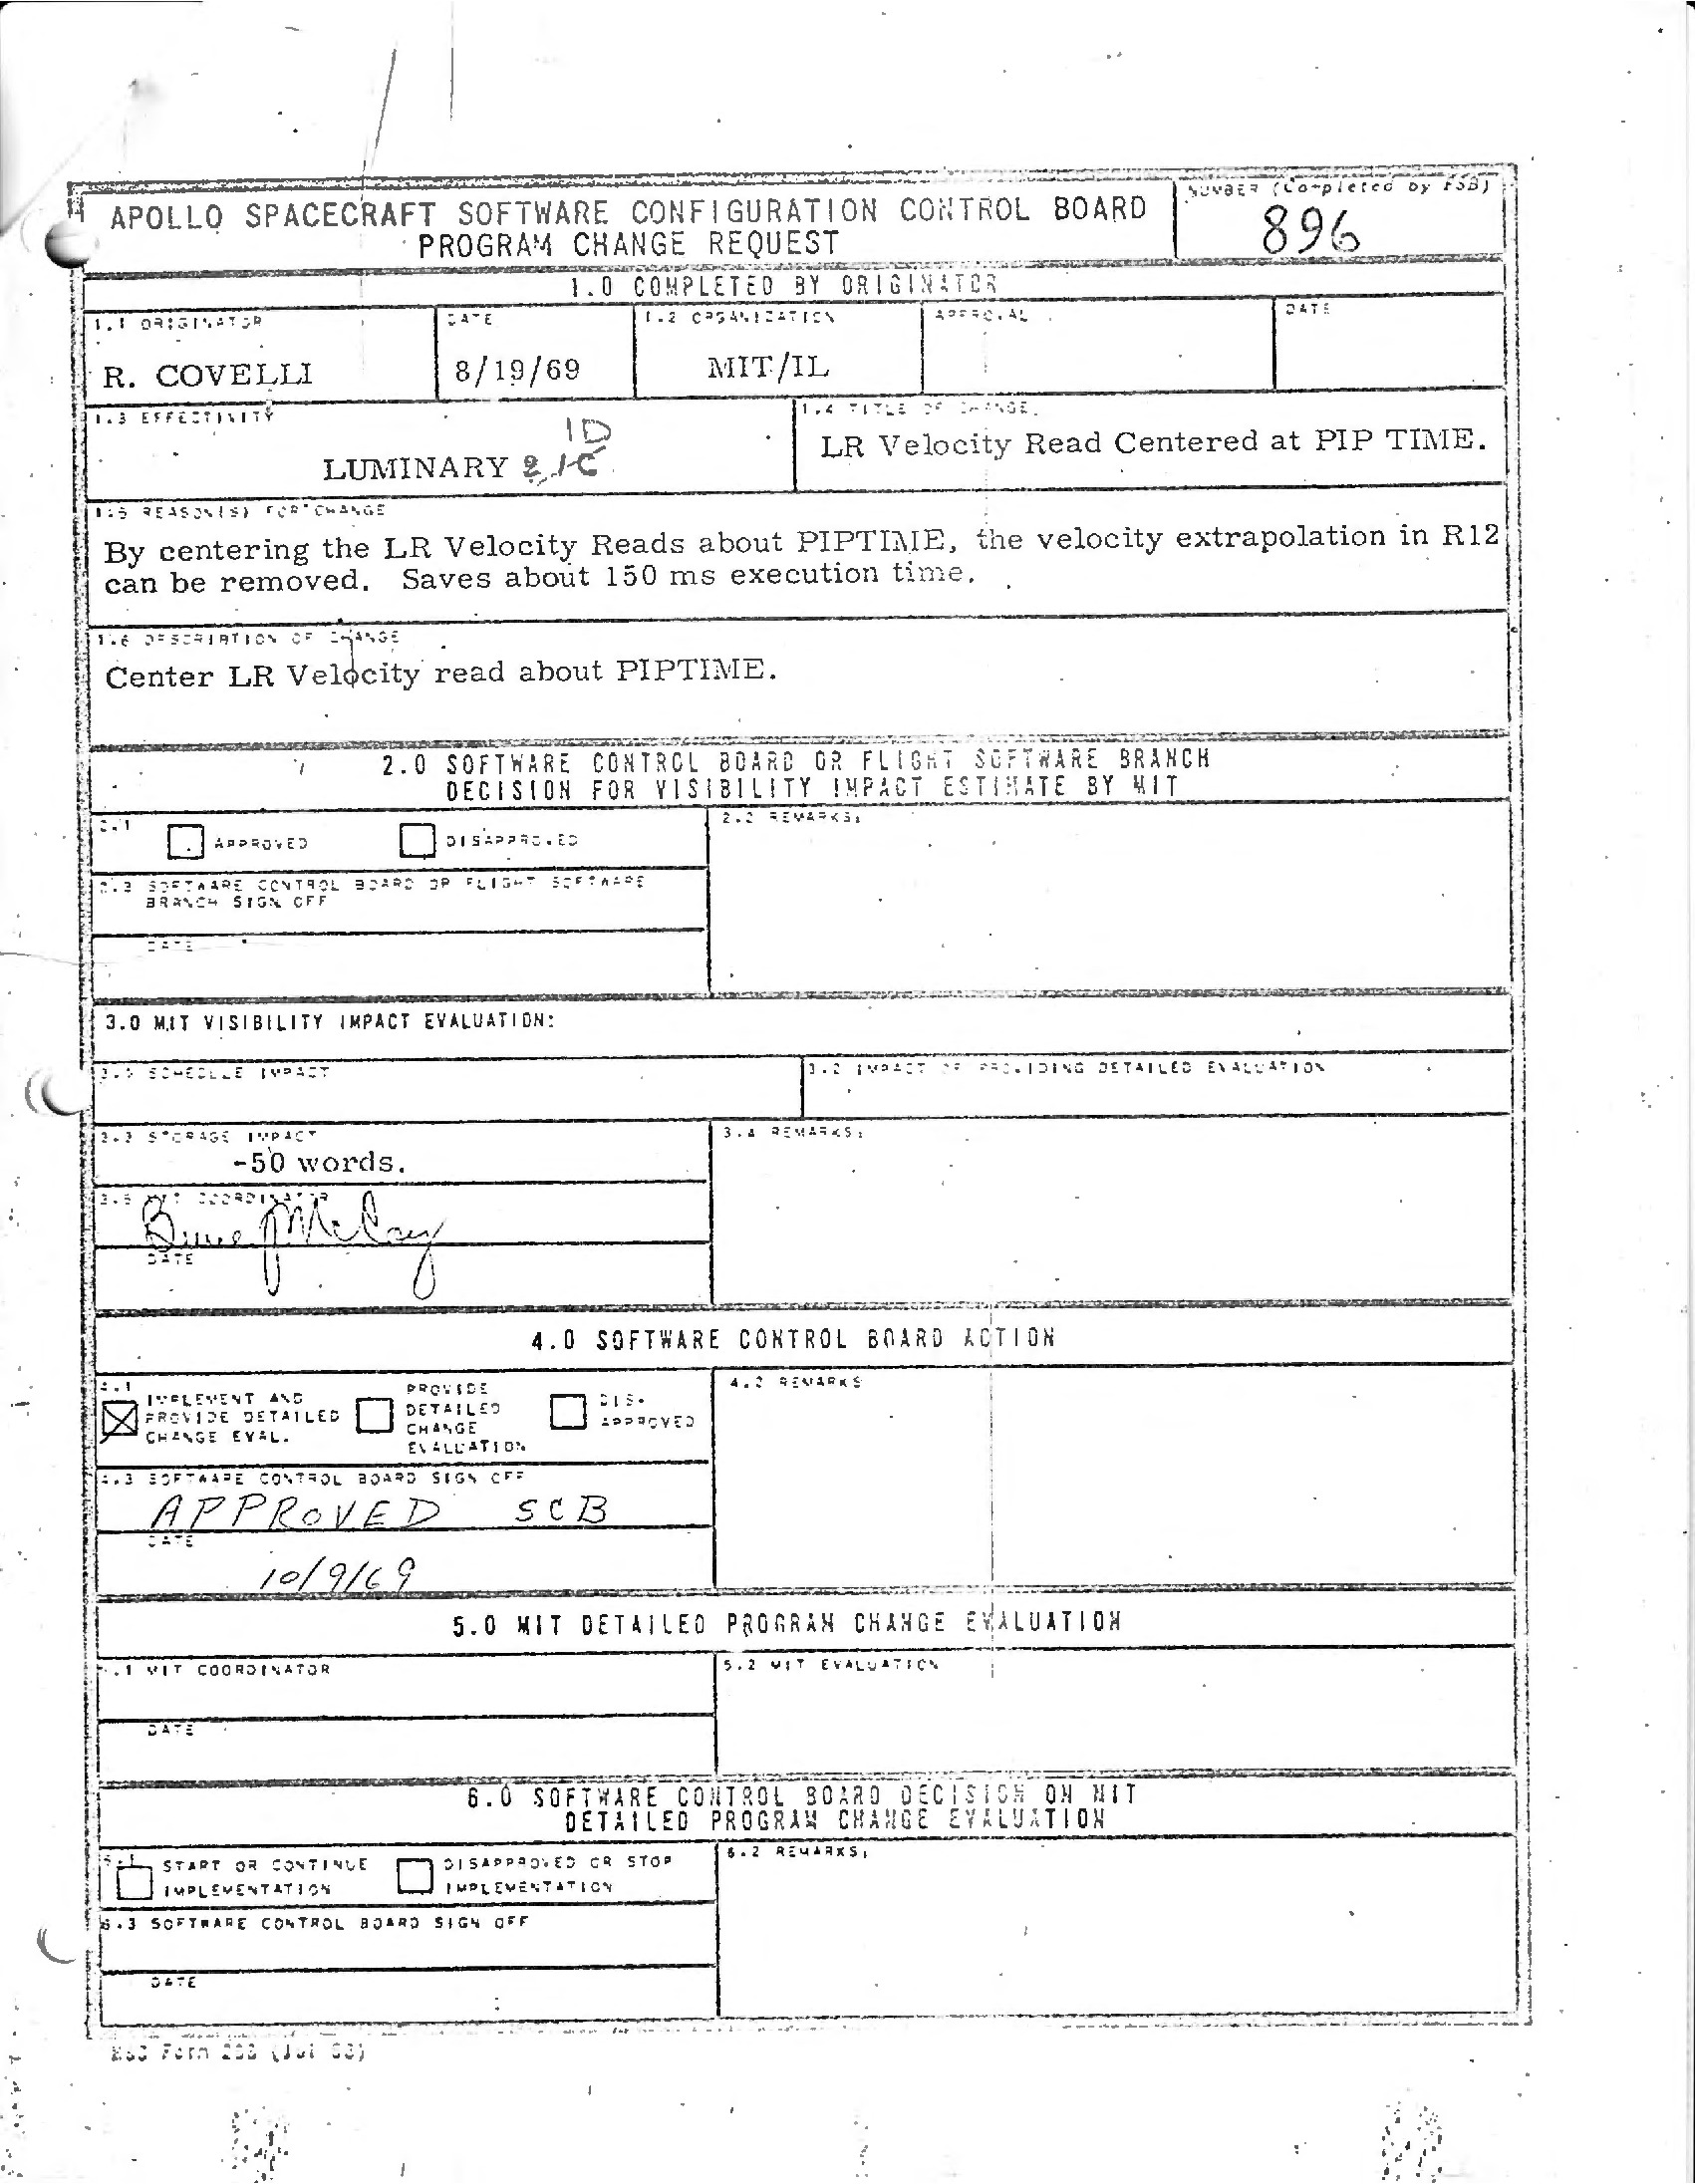 NUMBER (Completed by FSB)
APOLLO SPACECRAFT SOFTWARE CONFIGURATION CONTROL BOARD
PROGRAM CHANGE REQUEST
896
1.0 COMPLETED BY ORIGINATOR
1.1 ORIGINATOR
DATE
1.2 ORGANIZATION
APPROVAL
DATE
R. COVELLI
8/19/69
MIT/IL
1.3 EFFECTIVITY
1.4 TITLE OF CHANGE
1D
LUMINARY
LR Velocity Read Centered at PIP TIME.
1.5 REASON(S) FOR CHANGE
By centering the LR Velocity Reads about PIPTIME, the velocity extrapolation in R12
can be removed. Saves about 150 ms execution time.
1.6 DESCRIPTION OF CHANGE
Center LR Velocity read about PIPTIME.
2.0 SOFTWARE CONTROL BOARD OR FLIGHT SOFTWARE BRANCH
DECISION FOR VISIBILITY IMPACT ESTIMATE BY MIT
2.1
APPROVED
DISAPPROVED
2.2 REMARKS:
2.3 SOFTWARE CONTROL BOARD OR FLIGHT SOFTWARE
BRANCH SIGN OFF
DATE
3.0 MIT VISIBILITY IMPACT EVALUATION:
3.1 SCHEDULE IMPACT
3.2 IMPACT OF PROVIDING DETAILED EVALUATION
3.3 STORAGE IMPACT
3.4 REMARKS:
-50 words.
3.5 MIT COORDINATOR
McCoy
DATE
4.0 SOFTWARE CONTROL BOARD ACTION
4.1
IMPLEMENT AND
PROVIDE DETAILED
CHANGE EVAL.
PROVIDE
DETAILED
CHANGE
EVALUATION
DIS-
APPROVED
4.2 REMARKS
4.3 SOFTWARE CONTROL BOARD SIGN OFF
APPROVED SCB
DATE
10/9/69
5.0 MIT DETAILED PROGRAM CHANGE EVALUATION
5.1 MIT COORDINATOR
5.2 MIT EVALUATION
DATE
6.0 SOFTWARE CONTROL BOARD DECISION ON MIT
DETAILED PROGRAM CHANGE EVALUATION
6.1
START OR CONTINUE
IMPLEMENTATION
DISAPPROVED OR STOP
IMPLEMENTATION
6.2 REMARKS:
6.3 SOFTWARE CONTROL BOARD SIGN OFF
DATE
MSC Form